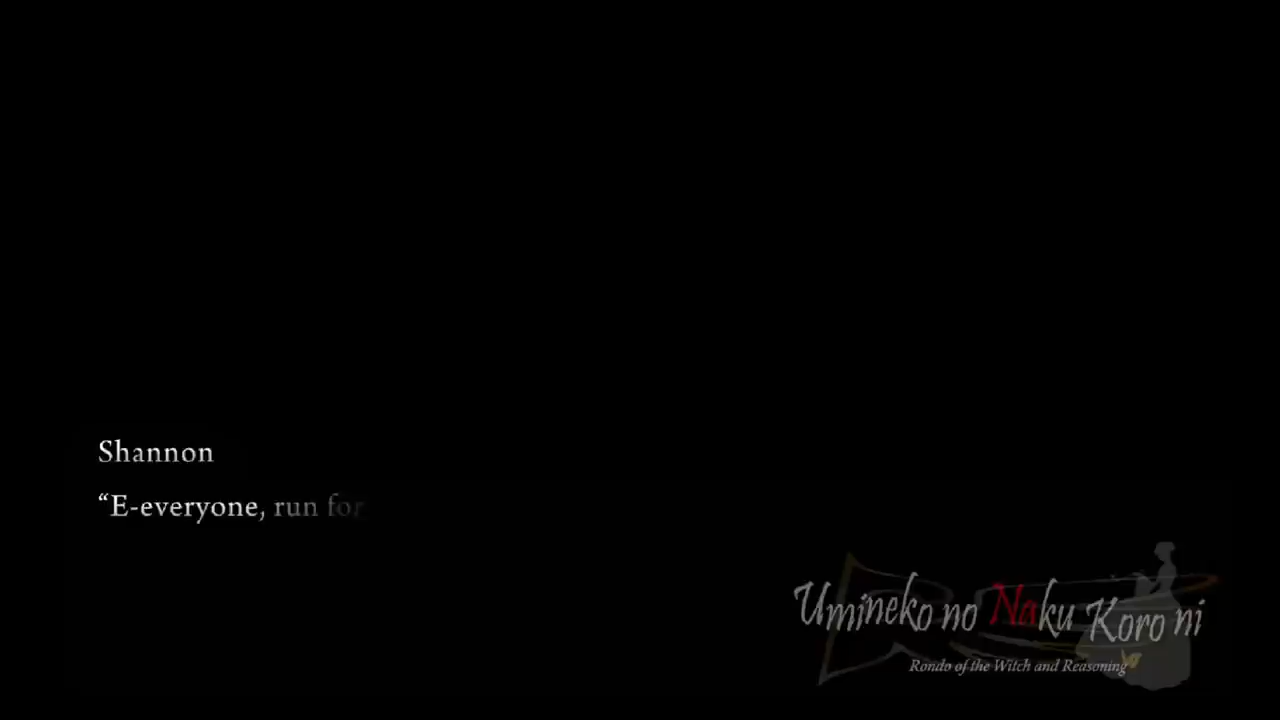 Shannon
“E-everyone, run for
Umineko no Naku Koro ni
Rondo of the Witch and Reasoning